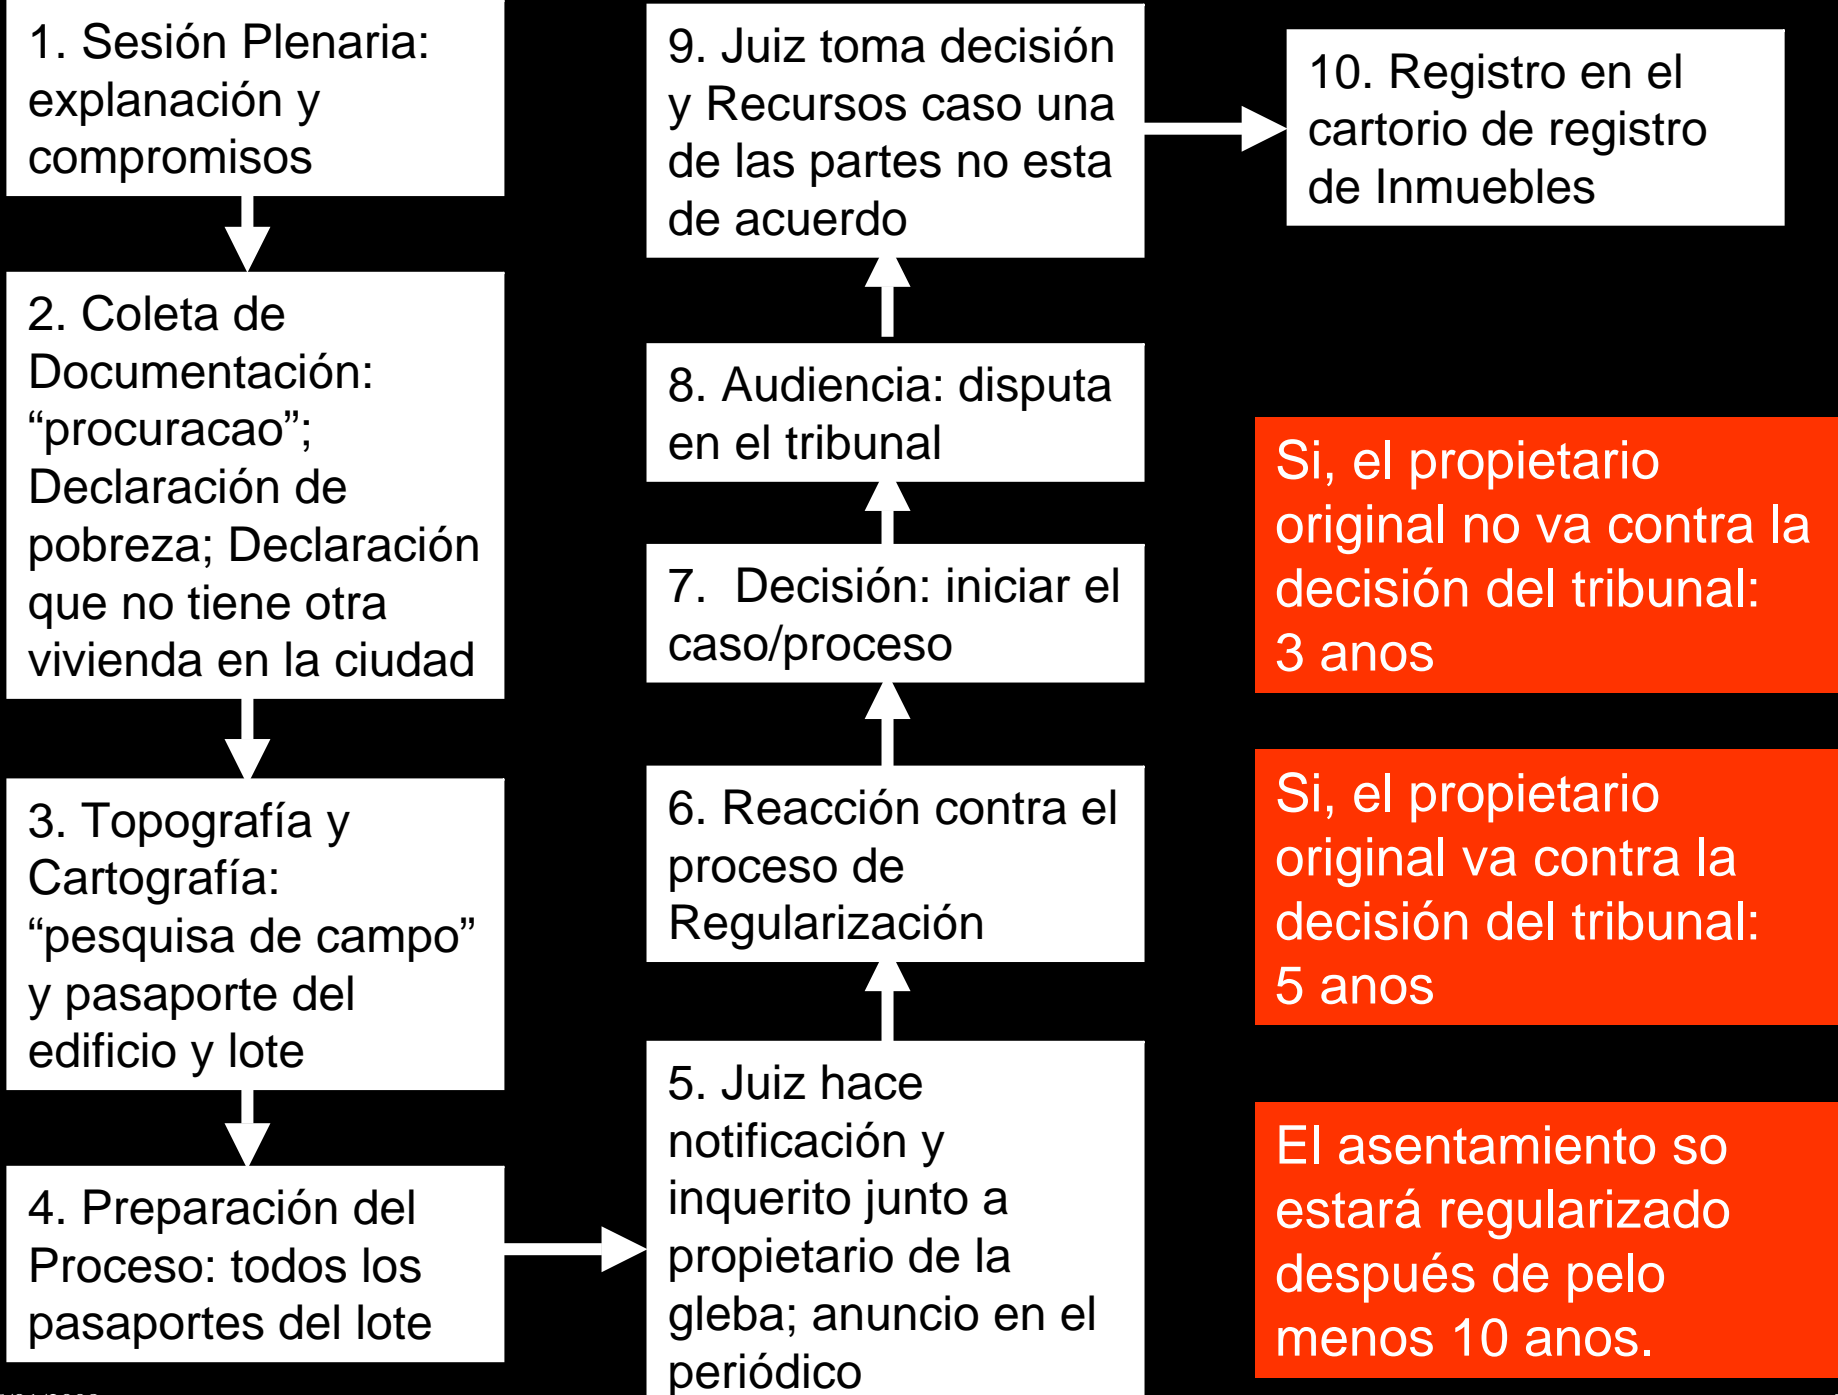 1. Sesión Plenaria:
explanación y
compromisos
2. Coleta de
Documentación:
“procuracao”;
Declaración de
pobreza; Declaración
que no tiene otra
vivienda en la ciudad
3. Topografía y
Cartografía:
“pesquisa de campo”
y pasaporte del
edificio y lote
4. Preparación del
Proceso: todos los
pasaportes del lote
5. Juiz hace
notificación y
inquerito junto a
propietario de la
gleba; anuncio en el
periódico
6. Reacción contra el
proceso de
Regularización
7. Decisión: iniciar el
caso/proceso
8. Audiencia: disputa
en el tribunal
9. Juiz toma decisión
y Recursos caso una
de las partes no esta
de acuerdo
10. Registro en el
cartorio de registro
de Inmuebles
Si, el propietario
original no va contra la
decisión del tribunal:
3 anos
Si, el propietario
original va contra la
decisión del tribunal:
5 anos
El asentamiento so
estará regularizado
después de pelo
menos 10 anos.